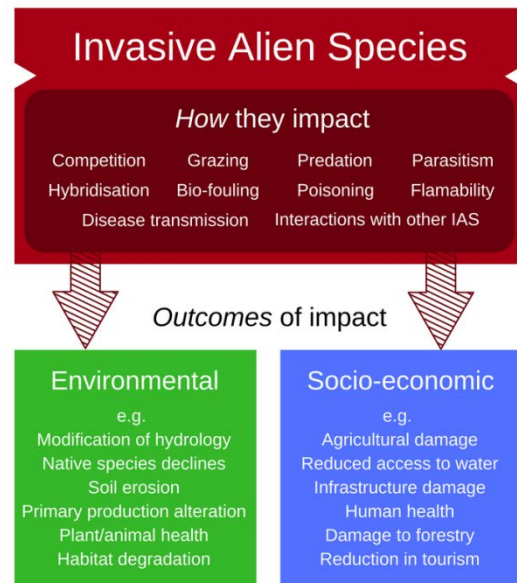 Invasive Alien Species
How they impact
Competition Grazing Predation Parasitism
Hybridisation Bio-fouling Poisoning Flamability
Disease transmission Interactions with other IAS
Outcomes of impact
Environmental
e.g.
Modification of hydrology
Native species declines
Soil erosion
Primary production alteration
Plant/animal health
Habitat degradation
Socio-economic
e.g.
Agricultural damage
Reduced access to water
Infrastructure damage
Human health
Damage to forestry
Reduction in tourism